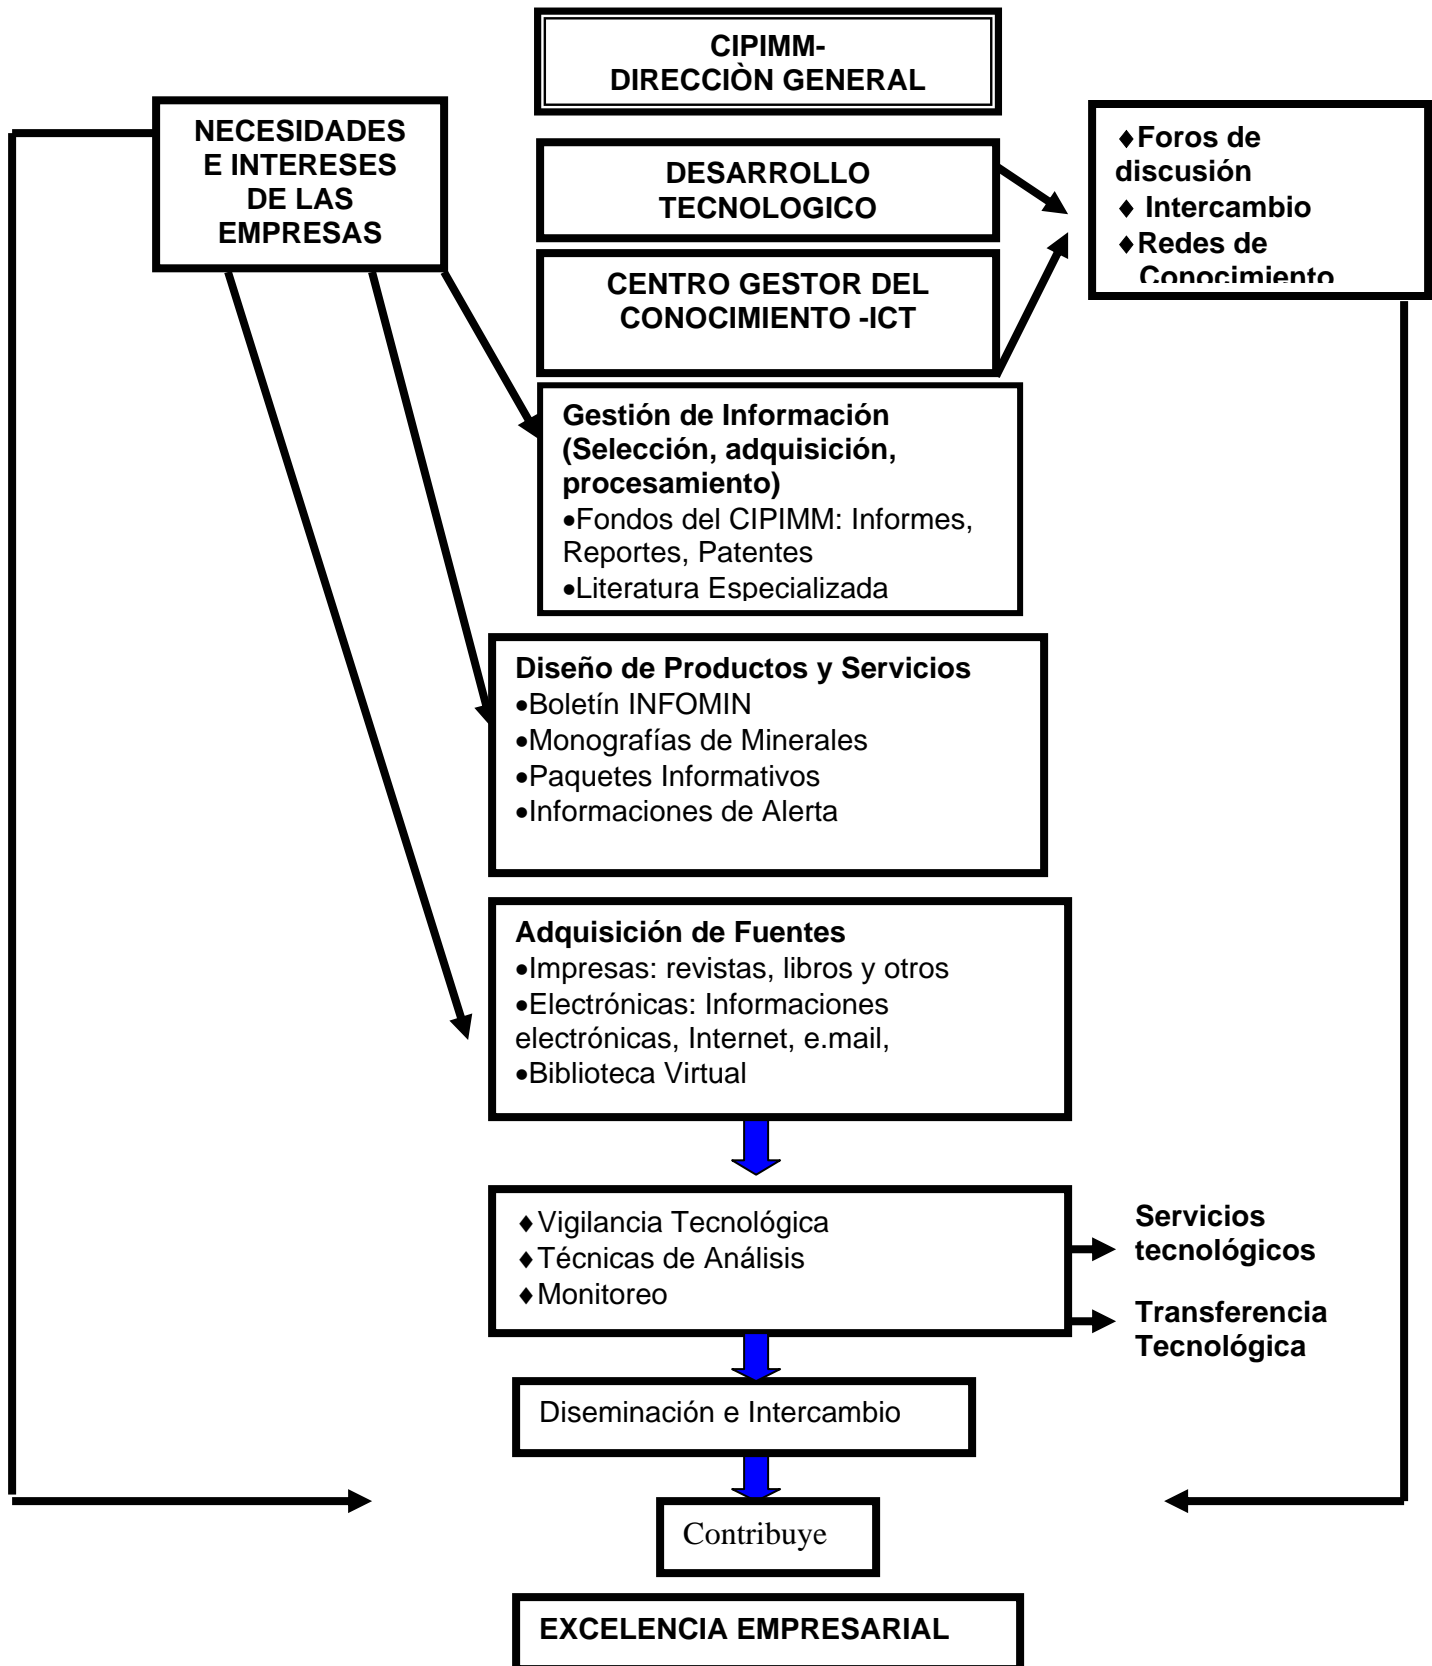 CIPIMM-
DIRECCIÒN GENERAL
NECESIDADES
E INTERESES
DE LAS
EMPRESAS
DESARROLLO
TECNOLOGICO
♦Foros de
discusión
♦ Intercambio
♦Redes de
Conocimiento
CENTRO GESTOR DEL
CONOCIMIENTO -ICT
Gestión de Información
(Selección, adquisición,
procesamiento)
•Fondos del CIPIMM: Informes,
Reportes, Patentes
•Literatura Especializada
Diseño de Productos y Servicios
•Boletín INFOMIN
•Monografías de Minerales
•Paquetes Informativos
•Informaciones de Alerta
Adquisición de Fuentes
•Impresas: revistas, libros y otros
•Electrónicas: Informaciones
electrónicas, Internet, e.mail,
•Biblioteca Virtual
♦Vigilancia Tecnológica
♦Técnicas de Análisis
♦Monitoreo
Servicios
tecnológicos
Transferencia
Tecnológica
Diseminación e Intercambio
Contribuye
EXCELENCIA EMPRESARIAL